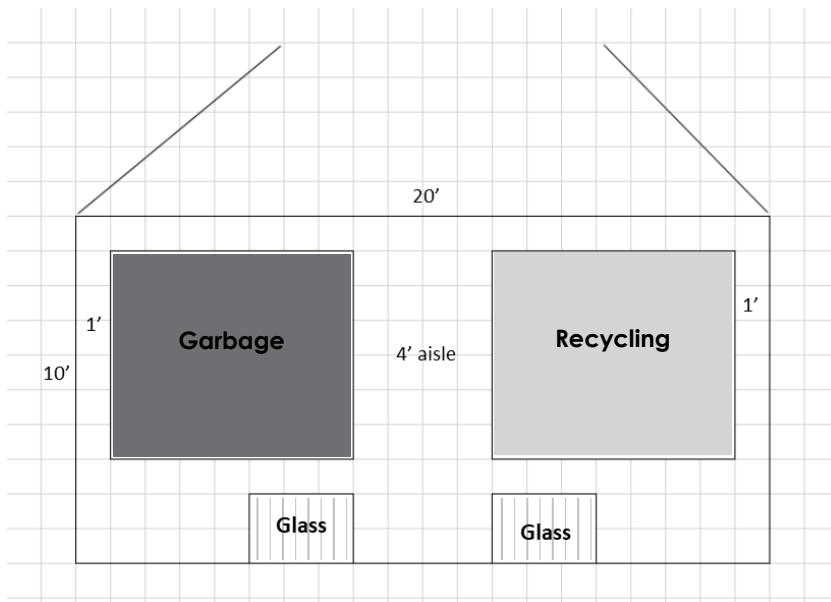 20’
1’
Garbage
10’
4’ aisle
Recycling
1’
Glass
Glass